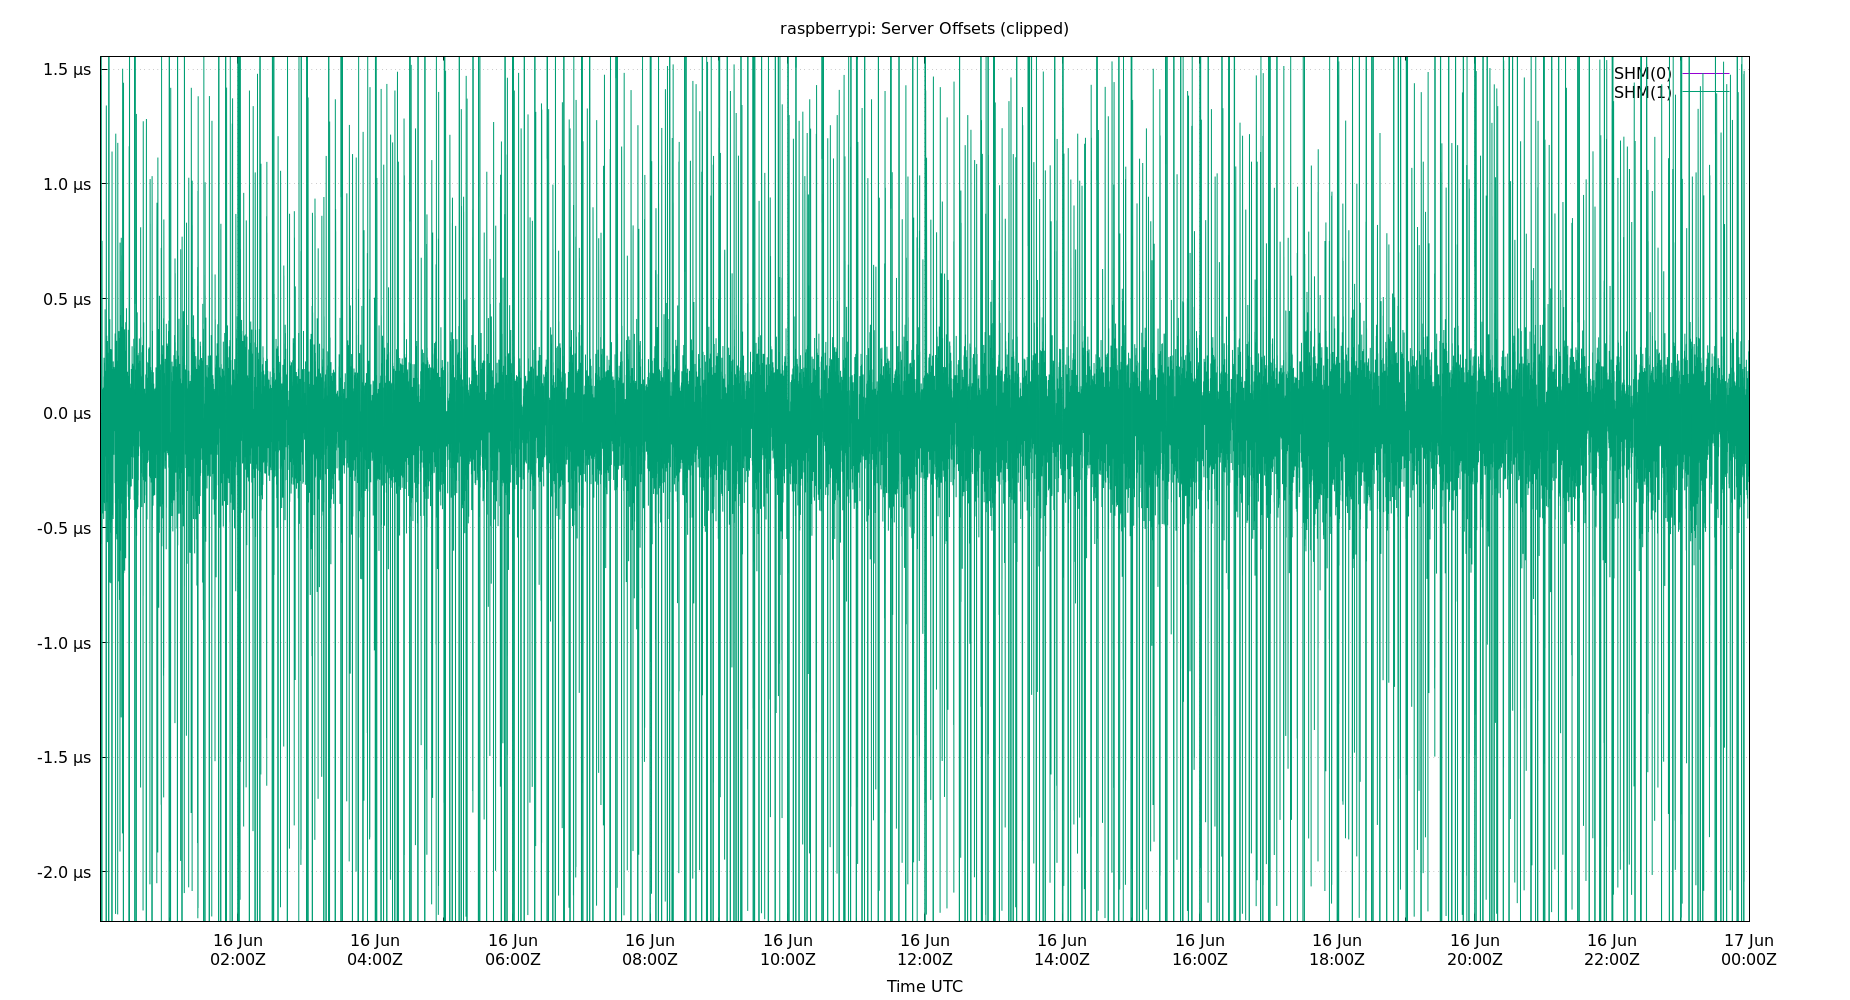 raspberrypi: Server Offsets (clipped)
1.5 µs
1.0 µs
0.5 µs
0.0 µs
-0.5 µs
-1.0 µs
-1.5 µs
-2.0 µs
SHM(0)
SHM(1)
16 Jun 16 Jun 16 Jun 16 Jun 16 Jun 16 Jun 16 Jun 16 Jun 16 Jun 16 Jun 16 Jun 17 Jun
02:00Z 04:00Z 06:00Z 08:00Z 10:00Z 12:00Z 14:00Z 16:00Z 18:00Z 20:00Z 22:00Z 00:00Z
Time UTC